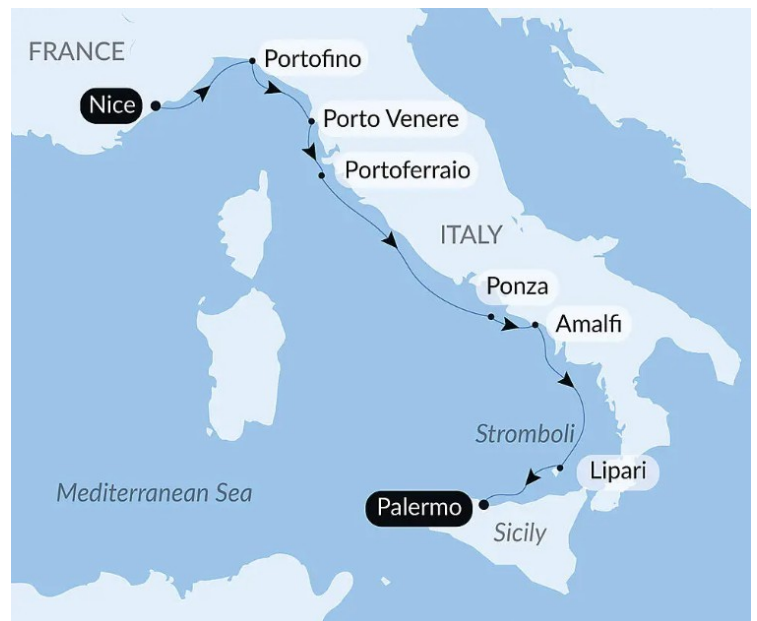 FRANCE
Portofino
Nice
Porto Venere
Portoferraio
ITALY
Ponza
Amalfi
Stromboli
Lipari
Mediterranean Sea
Palermo
Sicily